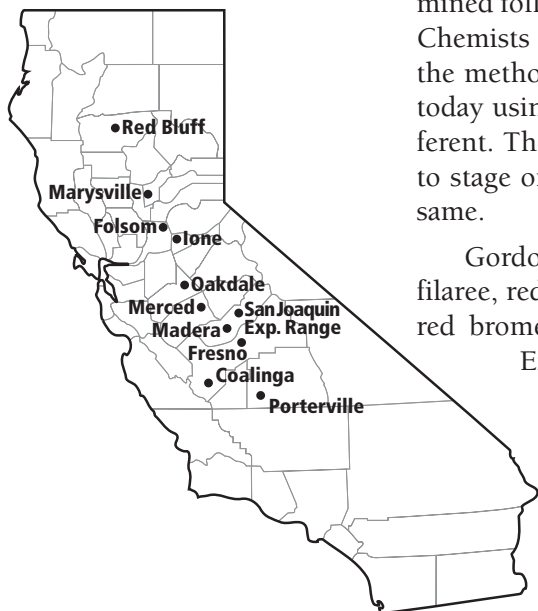 Red Bluff
Marysville
Folsom
Ione
Oakdale
Merced
San Joaquin
Exp. Range
Madera
Fresno
Coalinga
Porterville
mined foll
Chemists
the metho
today usin
ferent. Th
to stage o
same.
Gordo
filaree, red
red brome
E